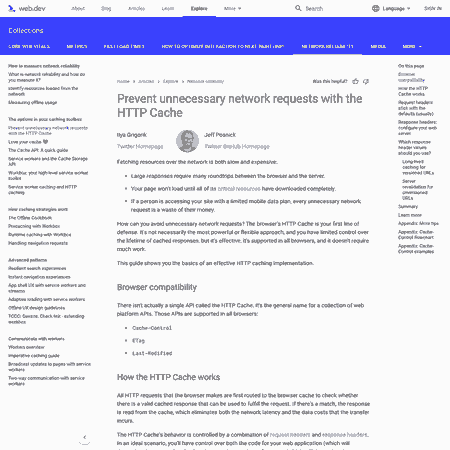 web.dev
About
Blog
Articles
Learn
Explore
More
Search
Language
SIGN IN
Collections
CORE WEB VITALS
METRICS
NETWORK RELIABILITY
MORE
How to measure network reliability
What is network reliability and how do
you measure it?
Identify resources loaded from the
network
Measuring offline usage
The options in your caching toolbox
Prevent unnecessary network requests
with the HTTP Cache
Love your cache
The Cache API: A quick guide
Service workers and the Cache Storage
API
Workbox: your high-level service worker
toolkit
Service worker caching and HTTP
caching
The Offline Cookbook
Precaching with Workbox
Runtime caching with Workbox
Handling navigation requests
Advanced patterns
Resilient search experiences
Instant navigation experiences
App shell UX with service workers and
streams
Adaptive loading with service workers
Offline UX design guidelines
Communicate with workers
Workers overview
Imperative caching guide
Broadcast updates to pages with service
workers
Two-way communication with service
workers
Home
Articles
Explore
Network reliability
Was this helpful?
Prevent unnecessary network requests with the
HTTP Cache
Ilya Grigorik
Jeff Posnick
Fetching resources over the network is both slow and expensive:
Large responses require many roundtrips between the browser and the server.
Your page won't load until all of its critical resources have downloaded completely.
If a person is accessing your site with a limited mobile data plan, every unnecessary network
request is a waste of their money.
How can you avoid unnecessary network requests? The browser's HTTP Cache is your first line of
defense. It's not necessarily the most powerful or flexible approach, and you have limited control
over the lifetime of cached responses, but it's effective, it's supported in all browsers, and it doesn't require
much work.
This guide shows you the basics of an effective HTTP caching implementation.
Browser compatibility
There isn't actually a single API called the HTTP Cache. It's the general name for a collection of web
platform APIs. Those APIs are supported in all browsers:
Cache-Control
ETag
Last-Modified
How the HTTP Cache works
All HTTP requests that the browser makes are first routed to the browser cache to check whether
there is a valid cached response that can be used to fulfill the request. If there's a match, the response
is read from the cache, which eliminates both the network latency and the data costs that the transfer
incurs.
The HTTP Cache's behavior is controlled by a combination of request headers and response headers.
In an ideal scenario, you'll have control over both the code for your web application (which will
On this page
Browser
compatibility
How the HTTP
Cache works
Request headers:
stick with the
defaults (usually)
Response headers:
configure your web
server
Which response
header values
should you use?
Long-lived
caching for
versioned URLs
Server
revalidation for
unversioned
URLs
Summary
Learn more
Appendix: More tips
Appendix: Cache-
Control flowchart
Appendix: Cache-
Control examples